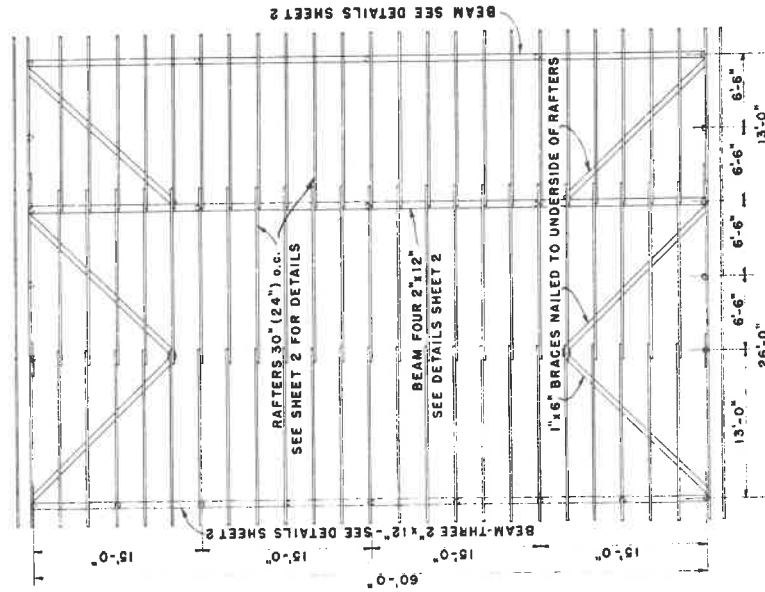 BEAM SEE DETAILS SHEET 2
RAFTERS 30" (24") o.c.
SEE SHEET 2 FOR DETAILS
BEAM FOUR 2"x12"
SEE DETAILS SHEET 2
1"x6" BRACES NAILED TO UNDERSIDE OF RAFTERS
BEAM-THREE 2"x12"-SEE DETAILS SHEET 2
15'-0"
15'-0"
15'-0"
15'-0"
60'-0"
13'-0"
6'-6"
6'-6"
6'-6"
6'-6"
26'-0"
13'-0"